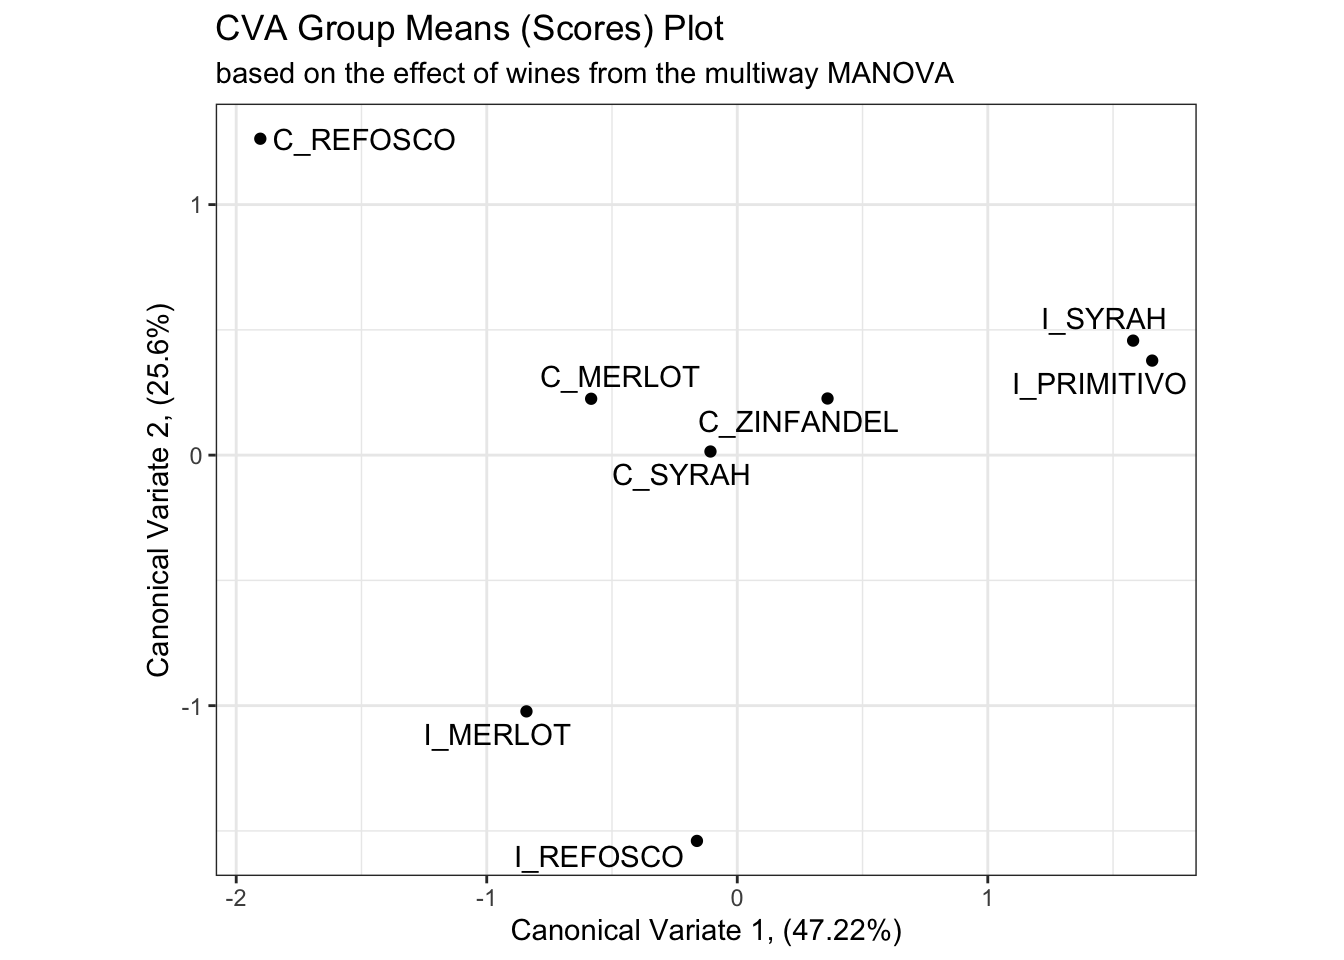 CVA Group Means (Scores) Plot
based on the effect of wines from the multiway MANOVA
C_REFOSCO
1
I_SYRAH
I_PRIMITIVO
C_MERLOT
C_ZINFANDEL
0
C_SYRAH
Canonical Variate 2, (25.6%)
-1
I_MERLOT
I_REFOSCO
-2
-1
0
1
Canonical Variate 1, (47.22%)